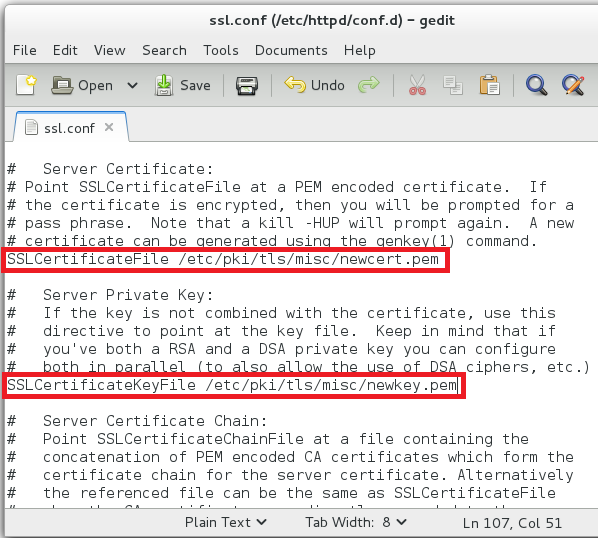 ssl.conf (/etc/httpd/conf.d) – gedit
File Edit View Search Tools Documents Help
Open Save Undo
ssl.conf ×
#   Server Certificate:
# Point SSLCertificateFile at a PEM encoded certificate.  If
# the certificate is encrypted, then you will be prompted for a
# pass phrase.  Note that a kill -HUP will prompt again.  A new
# certificate can be generated using the genkey(1) command.
SSLCertificateFile /etc/pki/tls/misc/newcert.pem
#   Server Private Key:
#   If the key is not combined with the certificate, use this
#   directive to point at the key file.  Keep in mind that if
#   you've both a RSA and a DSA private key you can configure
#   both in parallel (to also allow the use of DSA ciphers, etc.)
SSLCertificateKeyFile /etc/pki/tls/misc/newkey.pem
#   Server Certificate Chain:
#   Point SSLCertificateChainFile at a file containing the
#   concatenation of PEM encoded CA certificates which form the
#   certificate chain for the server certificate. Alternatively
#   the referenced file can be the same as SSLCertificateFile
Plain Text Tab Width: 8 Ln 107, Col 51